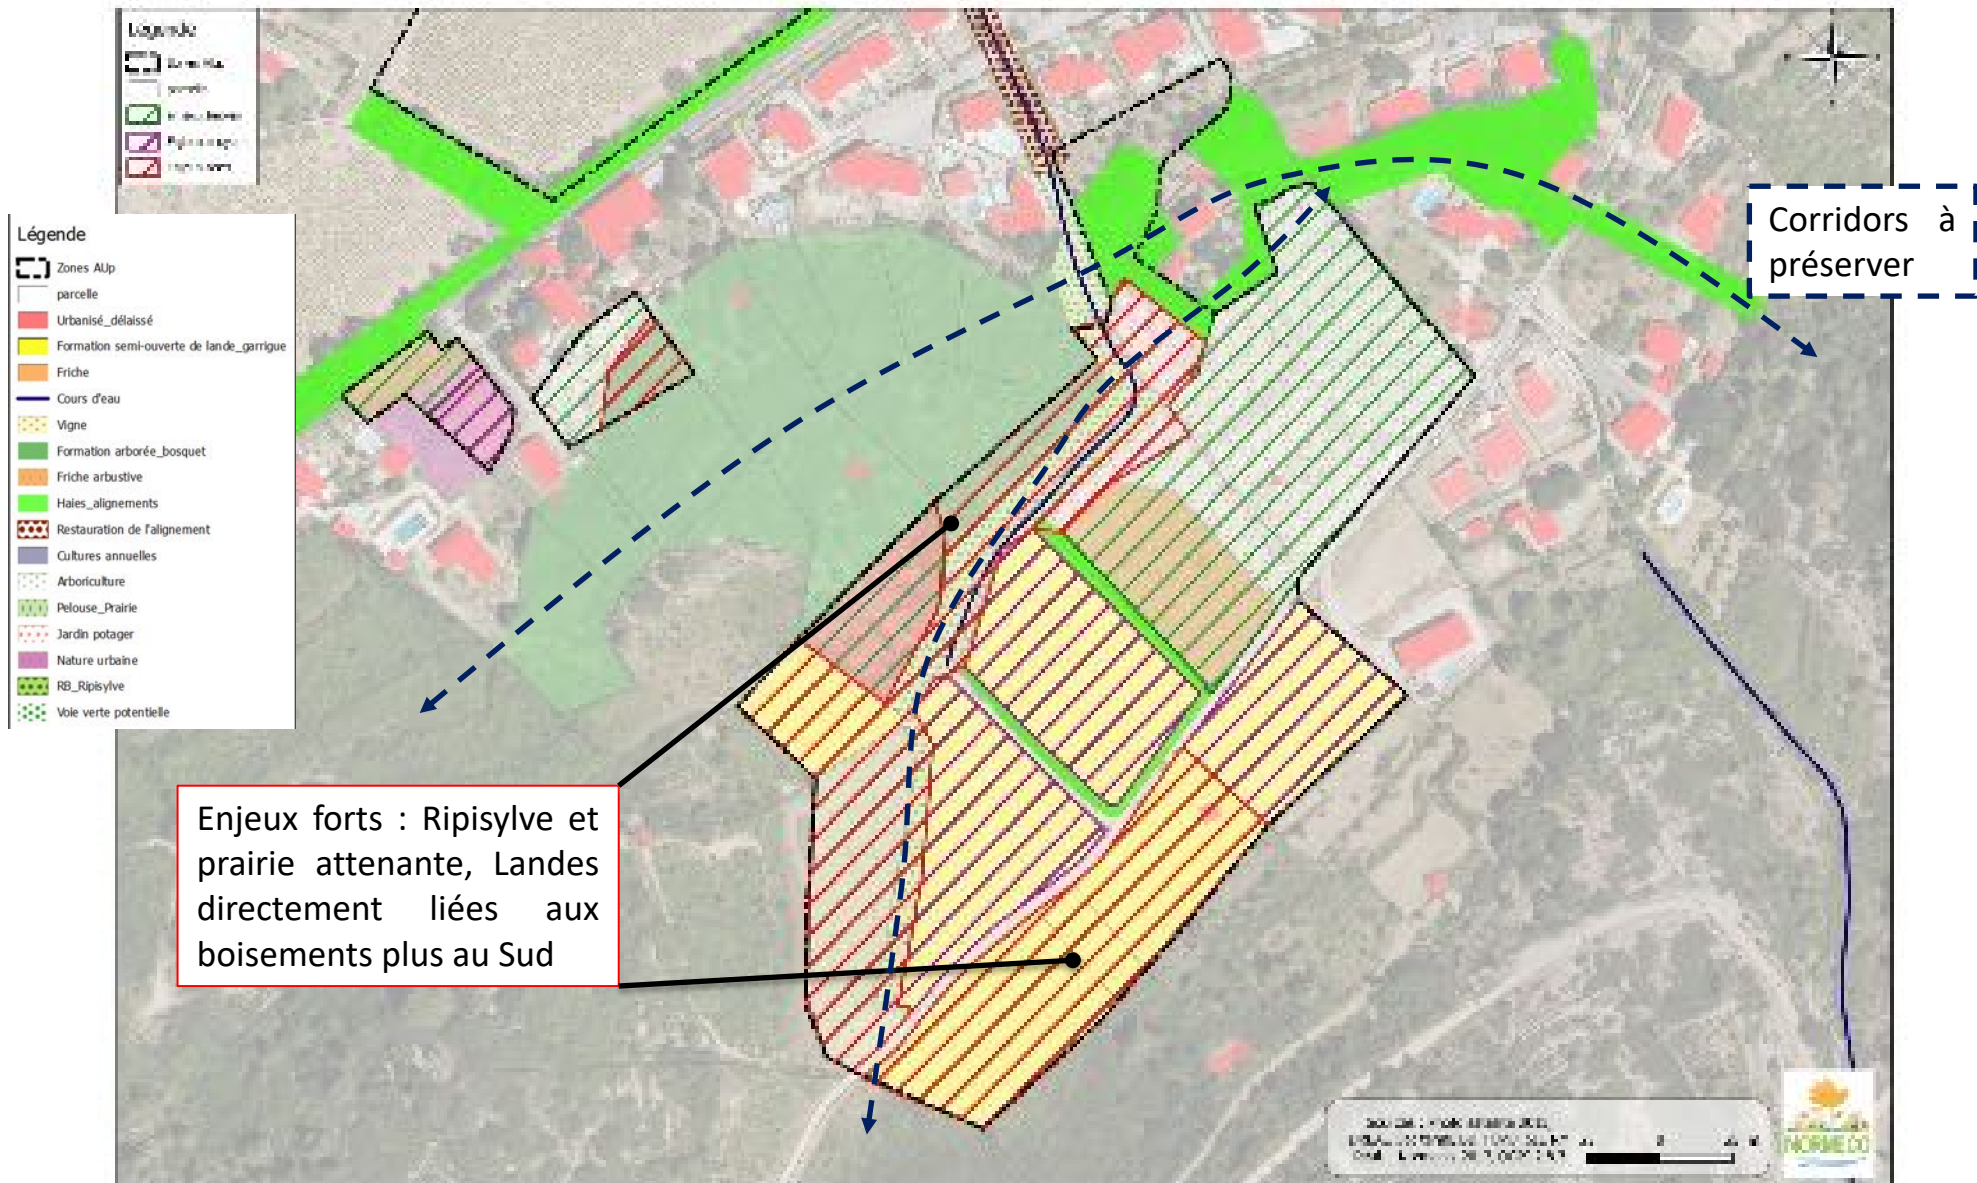 Légende
Légende
Zones AUp
parcelle
Urbanisé_délaissé
Formation semi-ouverte de lande_garrigue
Friche
Cours d'eau
Vigne
Formation arborée_bosquet
Friche arbustive
Haies_alignements
Restauration de l'alignement
Cultures annuelles
Arboriculture
Pelouse_Prairie
Jardin potager
Nature urbaine
RB_Ripisylve
Voie verte potentielle
Corridors à
préserver
Enjeux forts : Ripisylve et
prairie attenante, Landes
directement liées aux
boisements plus au Sud